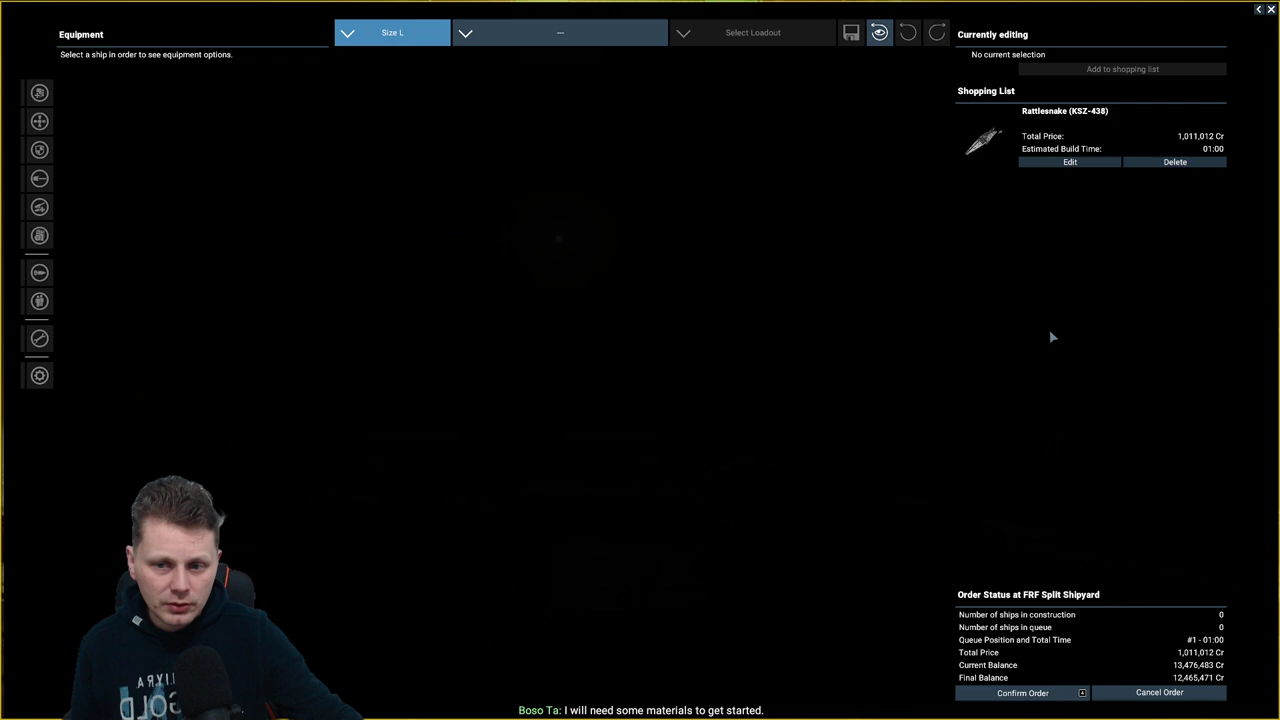 Equipment
Select a ship in order to see equipment options.
Size L
---
Select Loadout
Currently editing
No current selection
Add to shopping list
Shopping List
Rattlesnake (KSZ-438)
Total Price: 1,011,012 Cr
Estimated Build Time: 01:00
Edit Delete
Order Status at FRF Split Shipyard
Number of ships in construction 0
Number of ships in queue 0
Queue Position and Total Time #1 - 01:00
Total Price 1,011,012 Cr
Current Balance 13,476,483 Cr
Final Balance 12,465,471 Cr
Confirm Order Cancel Order
Boso Ta: I will need some materials to get started.